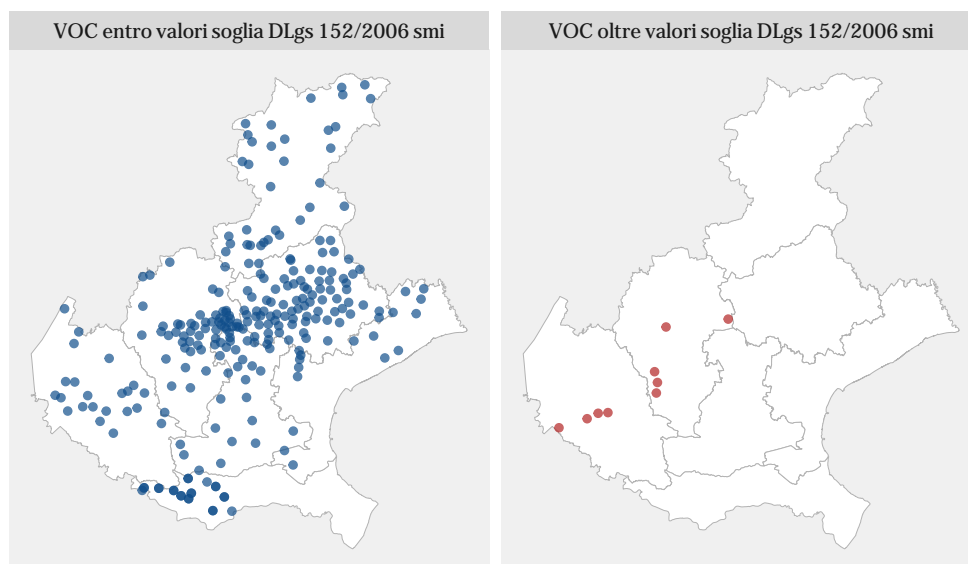 VOC entro valori soglia DLgs 152/2006 smi
VOC oltre valori soglia DLgs 152/2006 smi